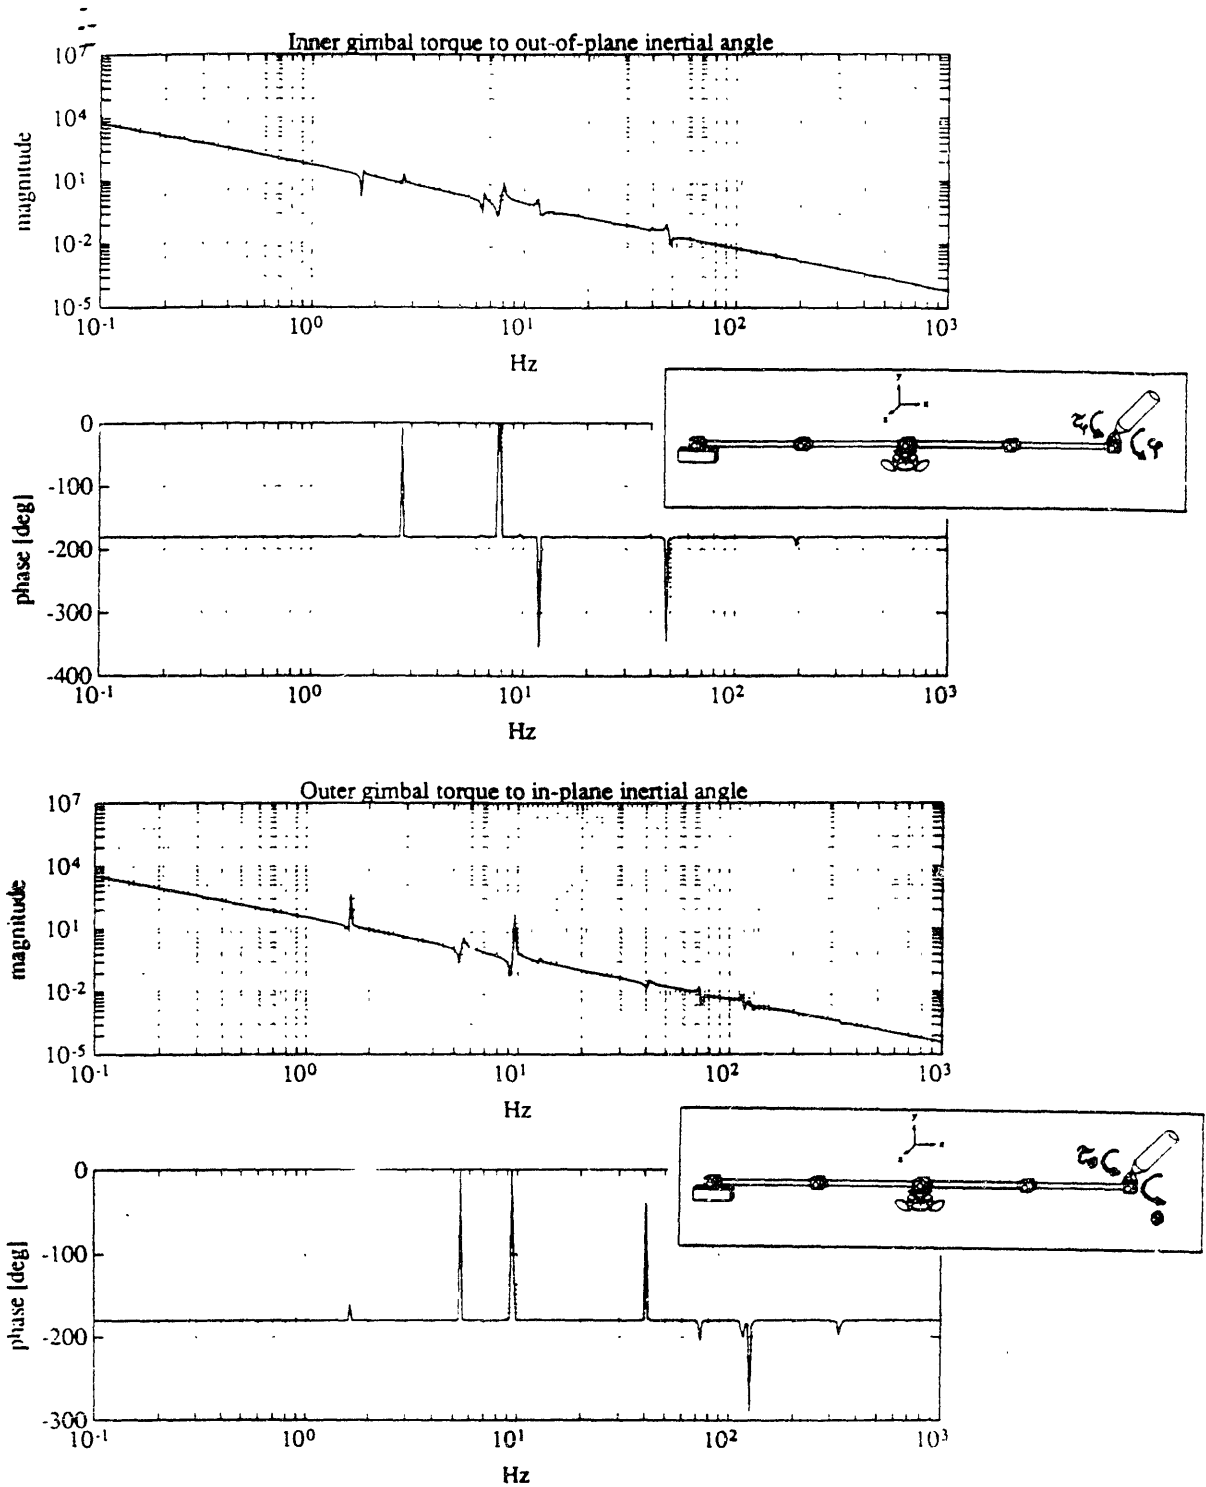 Inner gimbal torque to out-of-plane inertial angle
10⁷
10⁴
10¹
10⁻²
10⁻⁵
magnitude
10⁻¹ 10⁰ 10¹ 10² 10³
Hz
y
x
z
τφ
φ
0
-100
-200
-300
-400
phase [deg]
10⁻¹ 10⁰ 10¹ 10² 10³
Hz
Outer gimbal torque to in-plane inertial angle
10⁷
10⁴
10¹
10⁻²
10⁻⁵
magnitude
10⁻¹ 10⁰ 10¹ 10² 10³
Hz
y
x
z
τθ
θ
0
-100
-200
-300
phase [deg]
10⁻¹ 10⁰ 10¹ 10² 10³
Hz